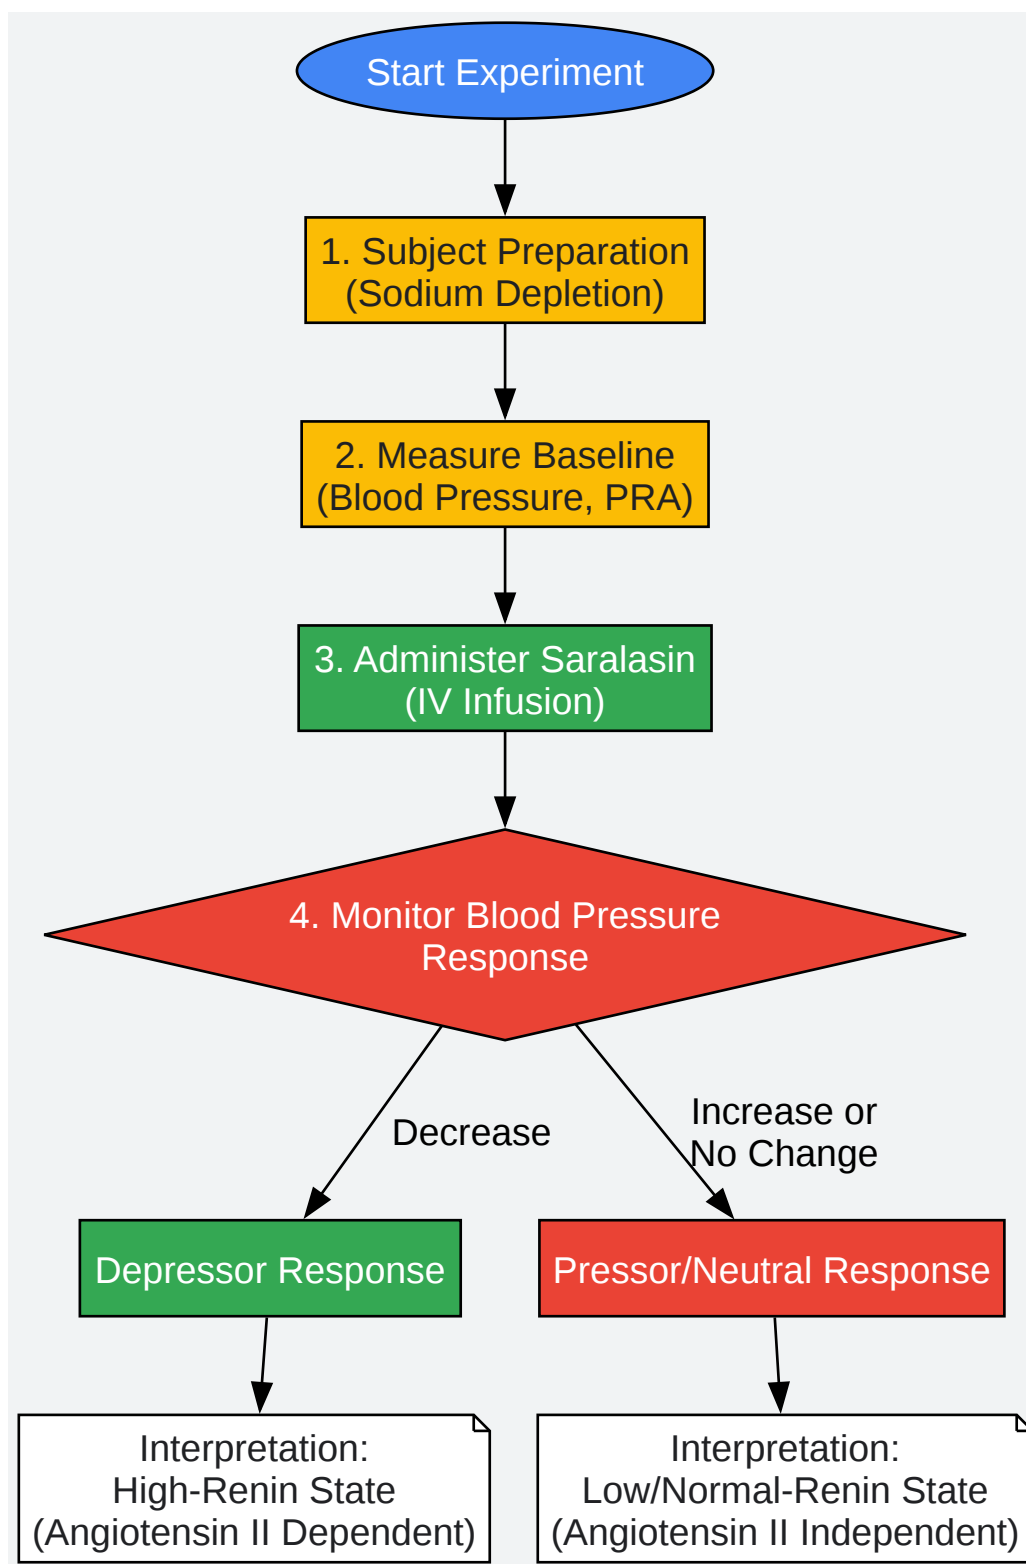 Start Experiment
1. Subject Preparation
(Sodium Depletion)
2. Measure Baseline
(Blood Pressure, PRA)
3. Administer Saralasin
(IV Infusion)
4. Monitor Blood Pressure
Response
Decrease
Increase or
No Change
Depressor Response
Pressor/Neutral Response
Interpretation:
High-Renin State
(Angiotensin II Dependent)
Interpretation:
Low/Normal-Renin State
(Angiotensin II Independent)